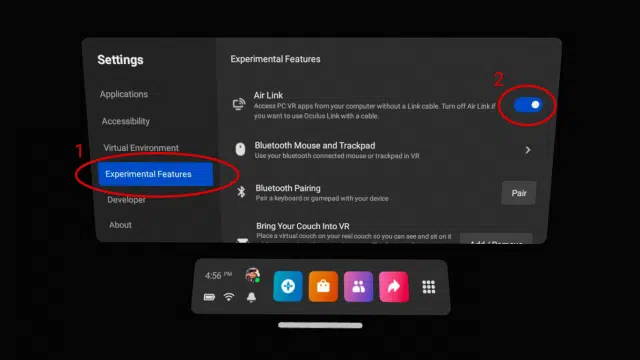 Settings
Applications
Accessibility
Virtual Environment
1
Experimental Features
Developer
About
Experimental Features
2
Air Link
Access PC VR apps from your computer without a Link cable. Turn off Air Link if
you want to use Oculus Link with a cable.
Bluetooth Mouse and Trackpad
Use your bluetooth connected mouse or trackpad in VR
Bluetooth Pairing
Pair a keyboard or gamepad with your device
Pair
Bring Your Couch Into VR
Place a virtual couch on your real couch so you can see and sit on it
Add / Remove
4:56 PM